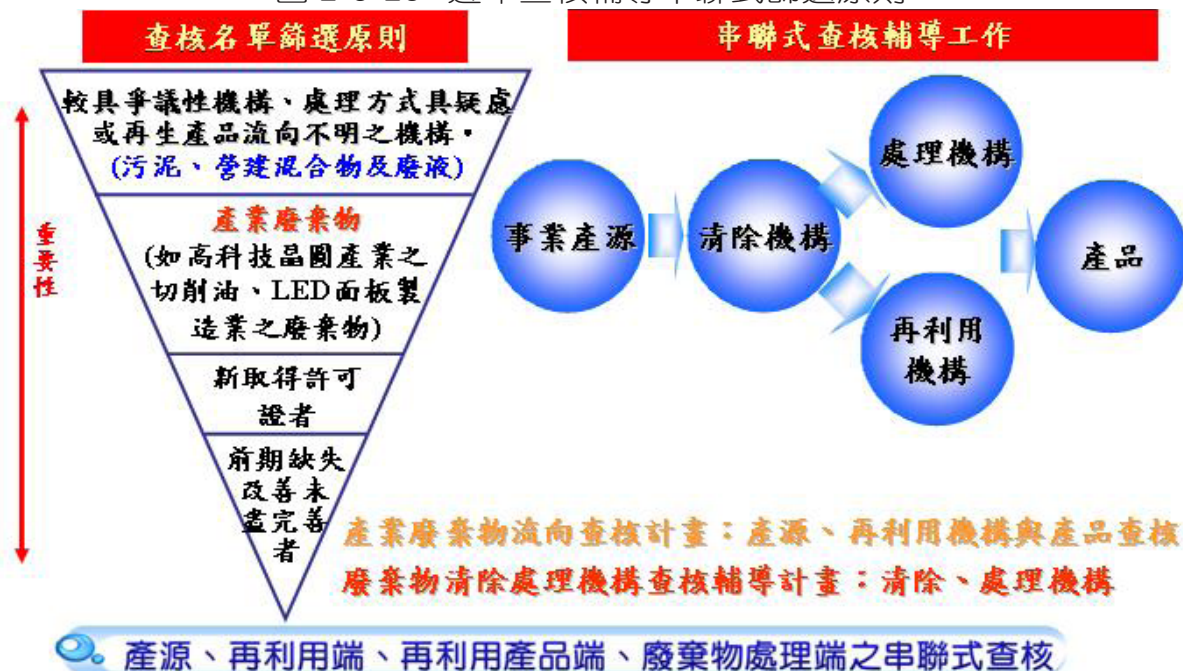 查核名單篩選原則
較具爭議性機構、處理方式具疑慮
或再生產品流向不明之機構。
(污泥、營建混合物及廢液)
產業廢棄物
(如高科技晶圓產業之
切削油、LED面板製
造業之廢棄物)
新取得許可
證者
前期缺失
改善未
盡完善
者
重
要
性
串聯式查核輔導工作
事業產源
清除機構
處理機構
再利用
機構
產品
產業廢棄物流向查核計畫：產源、再利用機構與產品查核
廢棄物清除處理機構查核輔導計畫：清除、處理機構
產源、再利用端、再利用產品端、廢棄物處理端之串聯式查核